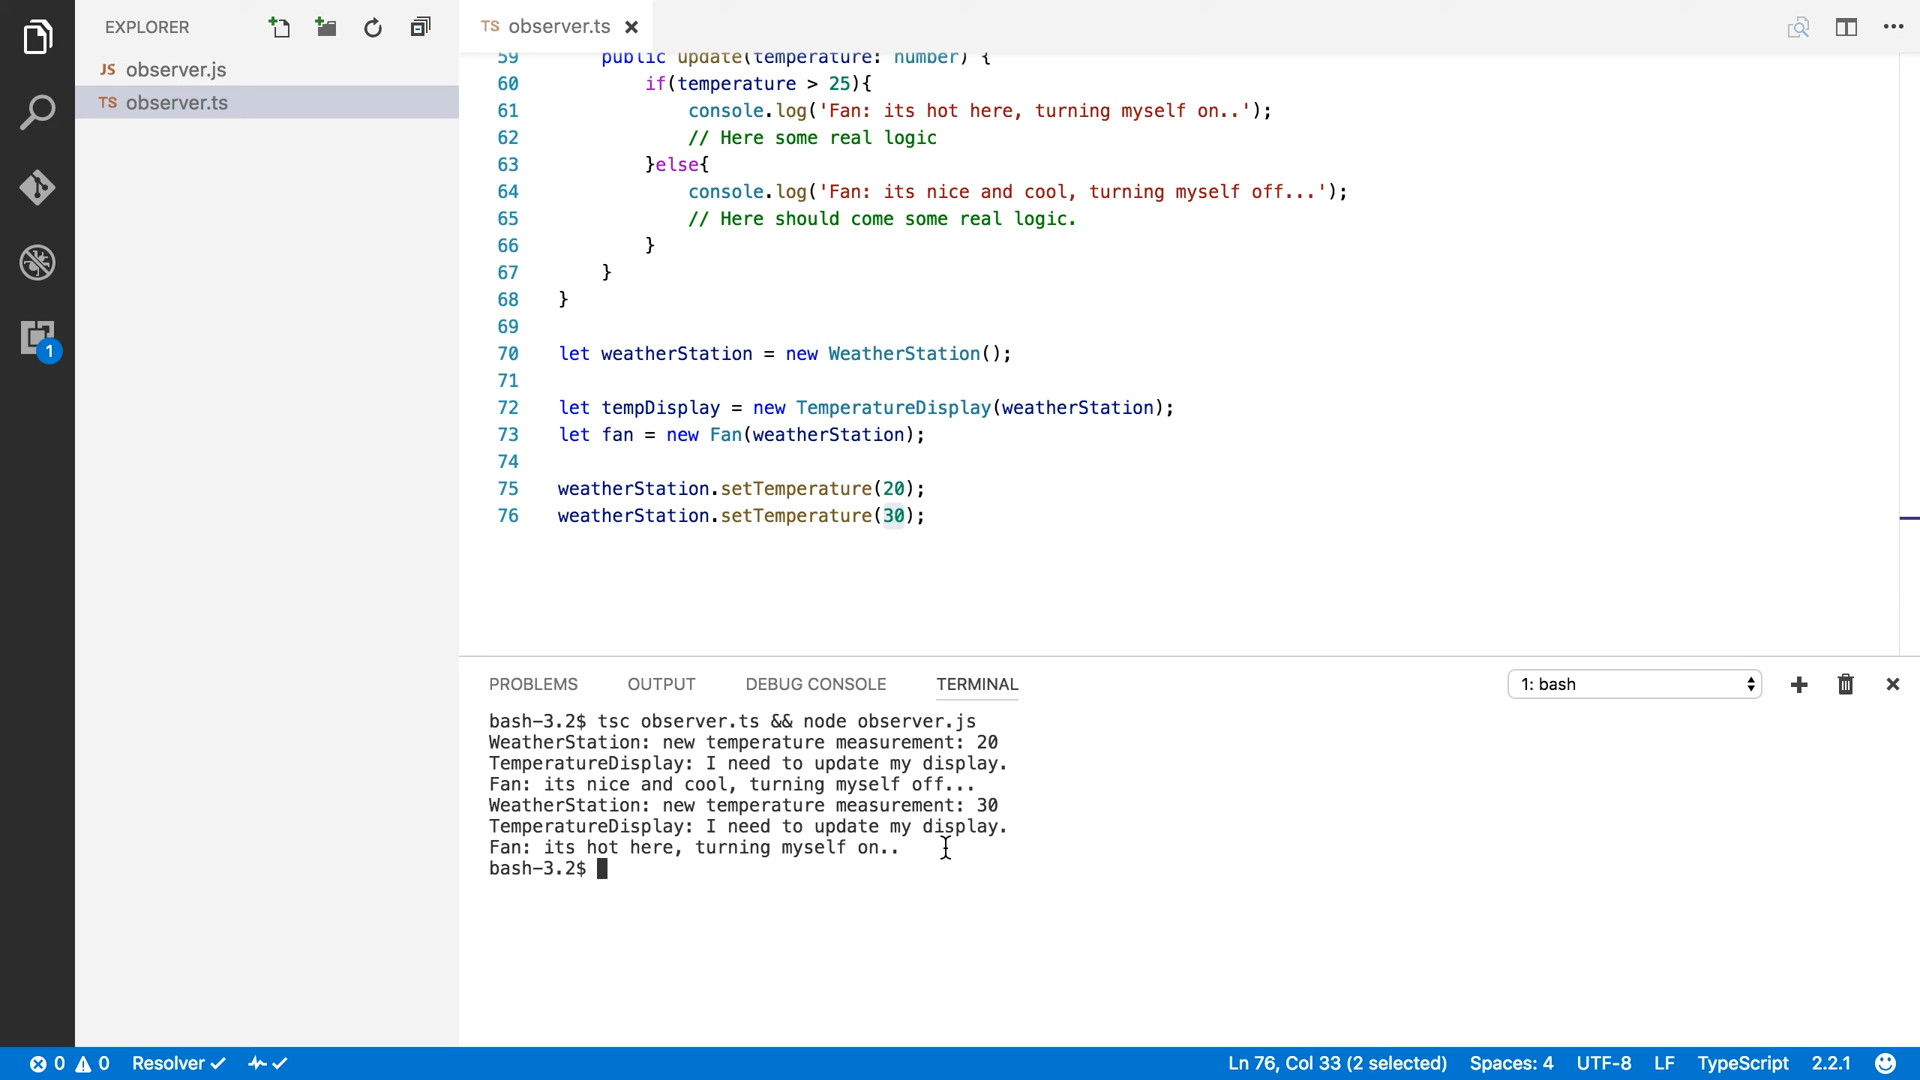 EXPLORER
JS observer.js
TS observer.ts
1
TS observer.ts
59 public update(temperature: number) {
60 if(temperature > 25){
61 console.log('Fan: its hot here, turning myself on..');
62 // Here some real logic
63 }else{
64 console.log('Fan: its nice and cool, turning myself off...');
65 // Here should come some real logic.
66 }
67 }
68 }
69
70 let weatherStation = new WeatherStation();
71
72 let tempDisplay = new TemperatureDisplay(weatherStation);
73 let fan = new Fan(weatherStation);
74
75 weatherStation.setTemperature(20);
76 weatherStation.setTemperature(30);
PROBLEMS OUTPUT DEBUG CONSOLE TERMINAL 1: bash
bash-3.2$ tsc observer.ts && node observer.js
WeatherStation: new temperature measurement: 20
TemperatureDisplay: I need to update my display.
Fan: its nice and cool, turning myself off...
WeatherStation: new temperature measurement: 30
TemperatureDisplay: I need to update my display.
Fan: its hot here, turning myself on..
bash-3.2$
0 0 Resolver Ln 76, Col 33 (2 selected) Spaces: 4 UTF-8 LF TypeScript 2.2.1